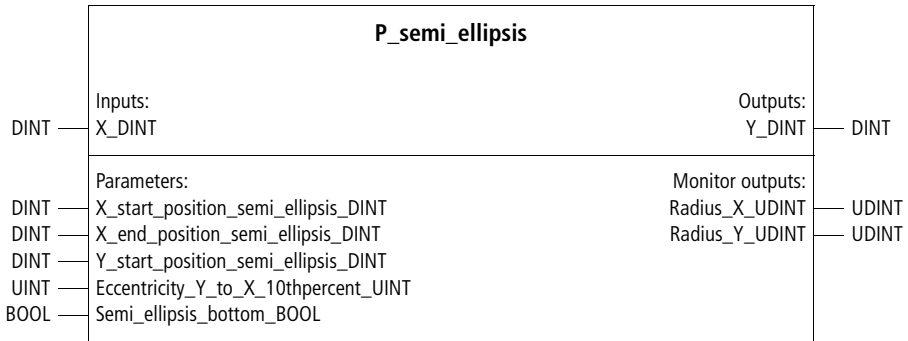 P_semi_ellipsis
Inputs: Outputs:
DINT X_DINT Y_DINT DINT
Parameters: Monitor outputs:
DINT X_start_position_semi_ellipsis_DINT Radius_X_UDINT UDINT
DINT X_end_position_semi_ellipsis_DINT Radius_Y_UDINT UDINT
DINT Y_start_position_semi_ellipsis_DINT
UINT Eccentricity_Y_to_X_10thpercent_UINT
BOOL Semi_ellipsis_bottom_BOOL